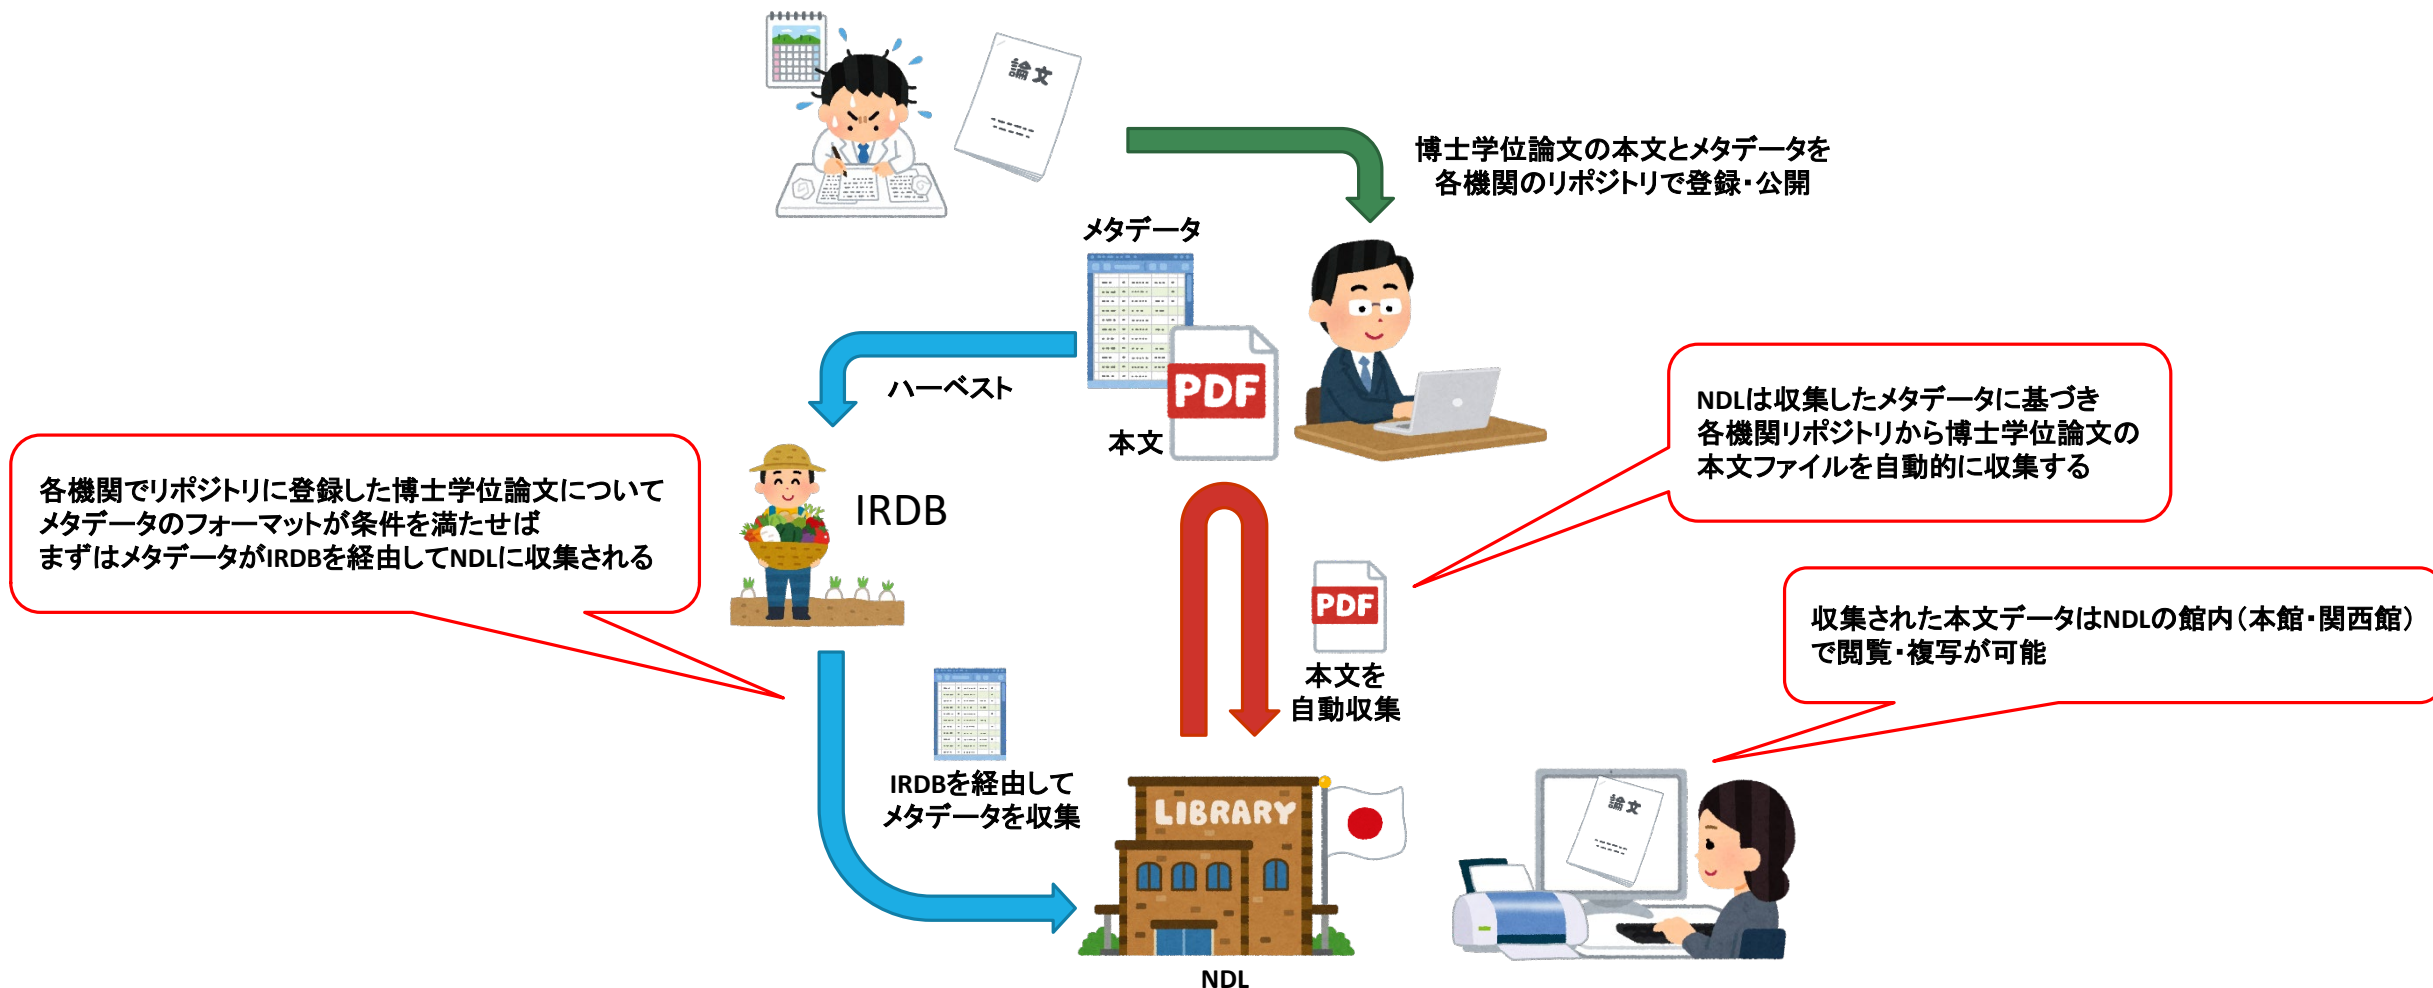 論文
博士学位論文の本文とメタデータを
各機関のリポジトリで登録・公開
メタデータ
PDF
本文
ハーベスト
NDLは収集したメタデータに基づき
各機関リポジトリから博士学位論文の
本文ファイルを自動的に収集する
各機関でリポジトリに登録した博士学位論文について
メタデータのフォーマットが条件を満たせば
まずはメタデータがIRDBを経由してNDLに収集される
IRDB
PDF
本文を
自動収集
収集された本文データはNDLの館内（本館・関西館）
で閲覧・複写が可能
IRDBを経由して
メタデータを収集
LIBRARY
論文
NDL